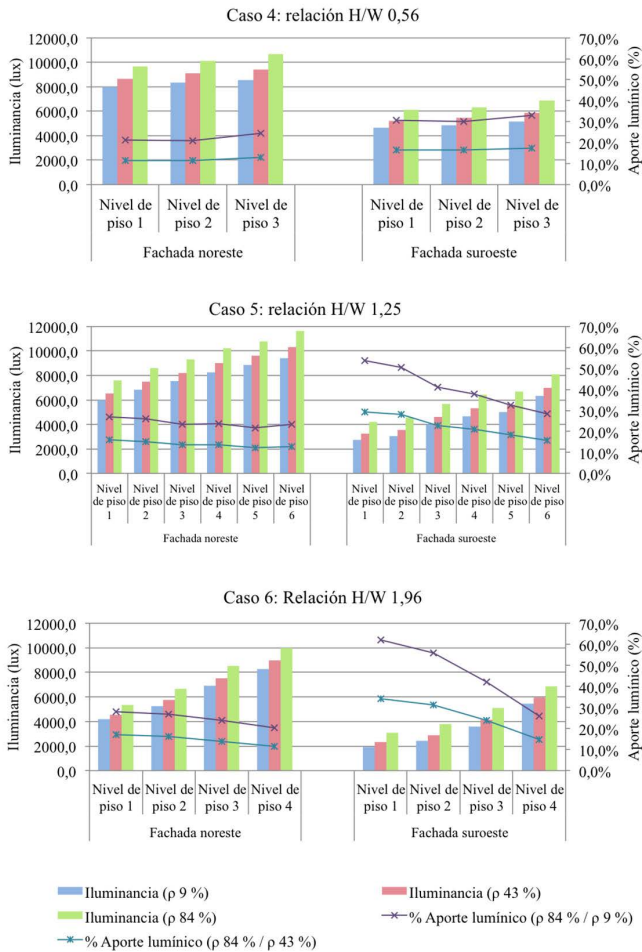 Caso 4: relación H/W 0,56
Iluminancia (lux)
12000,0
10000,0
8000,0
6000,0
4000,0
2000,0
0,0
70,0%
60,0%
50,0%
40,0%
30,0%
20,0%
10,0%
0,0%
Aporte lumínico (%)
Nivel de piso 1
Nivel de piso 2
Nivel de piso 3
Nivel de piso 1
Nivel de piso 2
Nivel de piso 3
Fachada noreste
Fachada suroeste
Caso 5: relación H/W 1,25
Iluminancia (lux)
12000,0
10000,0
8000,0
6000,0
4000,0
2000,0
0,0
70,0%
60,0%
50,0%
40,0%
30,0%
20,0%
10,0%
0,0%
Aporte lumínico (%)
Nivel de piso 1
Nivel de piso 2
Nivel de piso 3
Nivel de piso 4
Nivel de piso 5
Nivel de piso 6
Nivel de piso 1
Nivel de piso 2
Nivel de piso 3
Nivel de piso 4
Nivel de piso 5
Nivel de piso 6
Fachada noreste
Fachada suroeste
Caso 6: Relación H/W 1,96
Iluminancia (lux)
12000,0
10000,0
8000,0
6000,0
4000,0
2000,0
0,0
70,0%
60,0%
50,0%
40,0%
30,0%
20,0%
10,0%
0,0%
Aporte lumínico (%)
Nivel de piso 1
Nivel de piso 2
Nivel de piso 3
Nivel de piso 4
Nivel de piso 1
Nivel de piso 2
Nivel de piso 3
Nivel de piso 4
Fachada noreste
Fachada suroeste
Iluminancia (ρ 9 %)
Iluminancia (ρ 43 %)
Iluminancia (ρ 84 %)
% Aporte lumínico (ρ 84 % / ρ 9 %)
% Aporte lumínico (ρ 84 % / ρ 43 %)